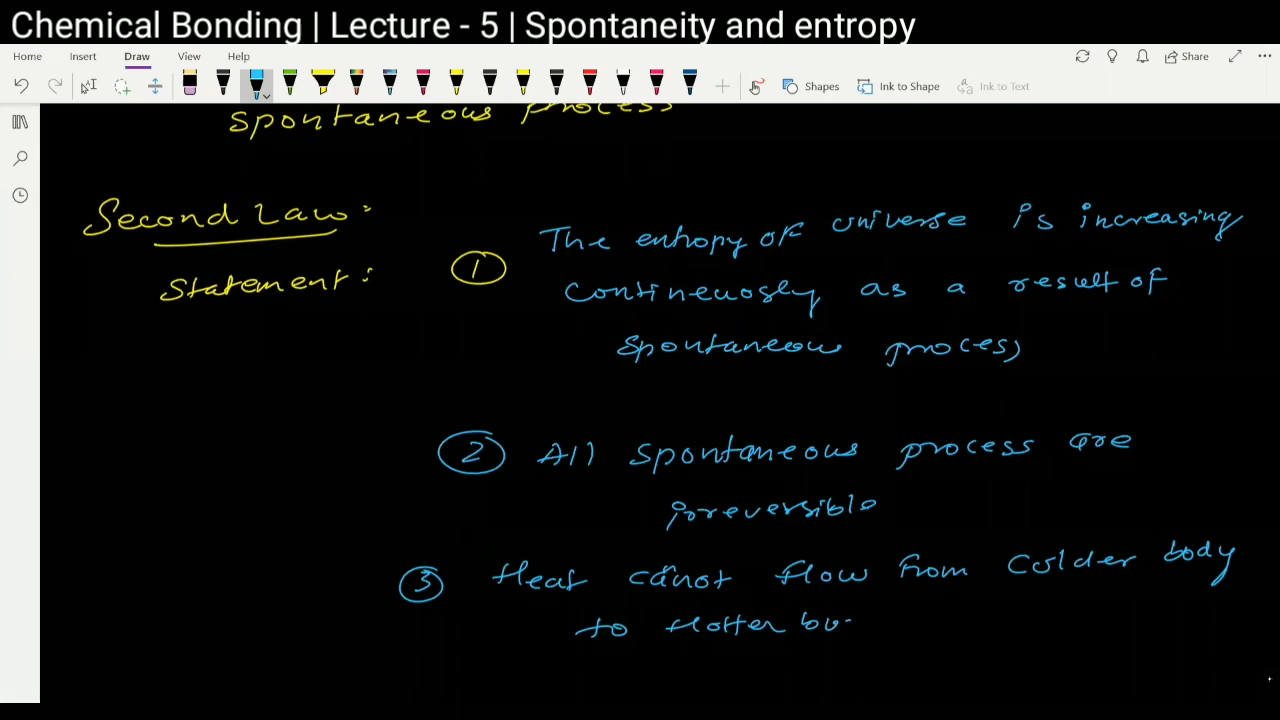 Chemical Bonding | Lecture - 5 | Spontaneity and entropy
Home Insert Draw View Help
Share
Shapes Ink to Shape Ink to Text
Spontaneous process
Second Law:
Statement:
1 The entropy of universe is increasing
contineuosly as a result of
spontaneous process
2 All spontaneous process are
irreversible
3 Heat canot flow from colder body
to Hotter bo